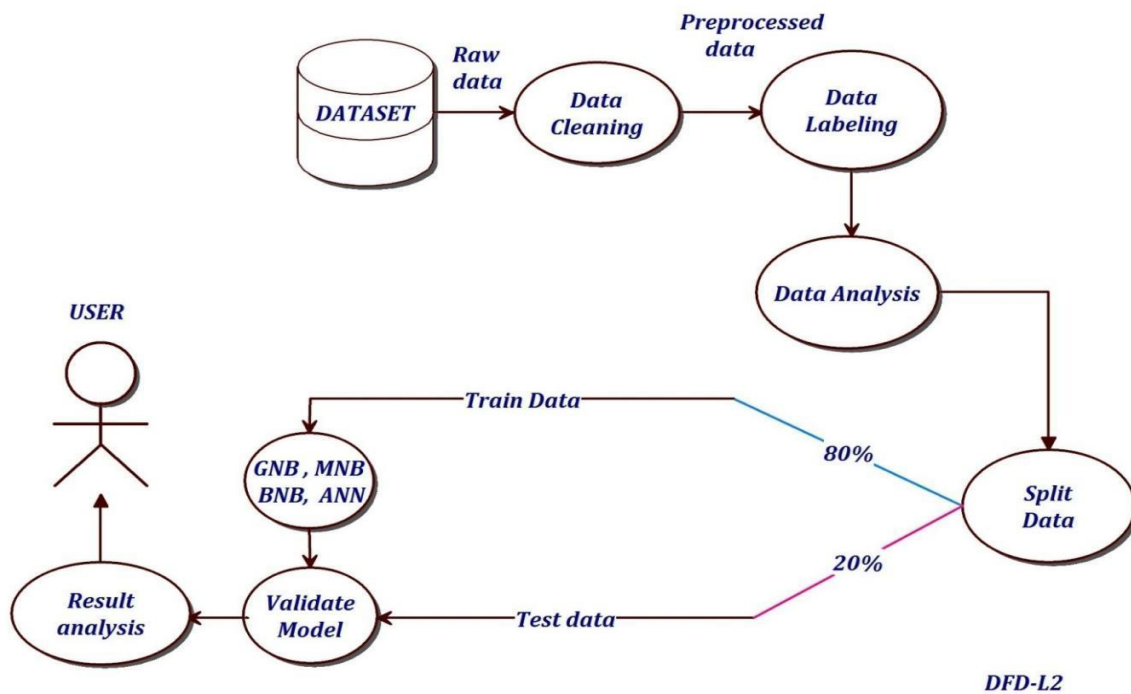 Preprocessed
data
Raw
data
DATASET
Data
Cleaning
Data
Labeling
Data Analysis
USER
Train Data
80%
GNB , MNB
BNB, ANN
Split
Data
20%
Result
analysis
Validate
Model
Test data
DFD-L2